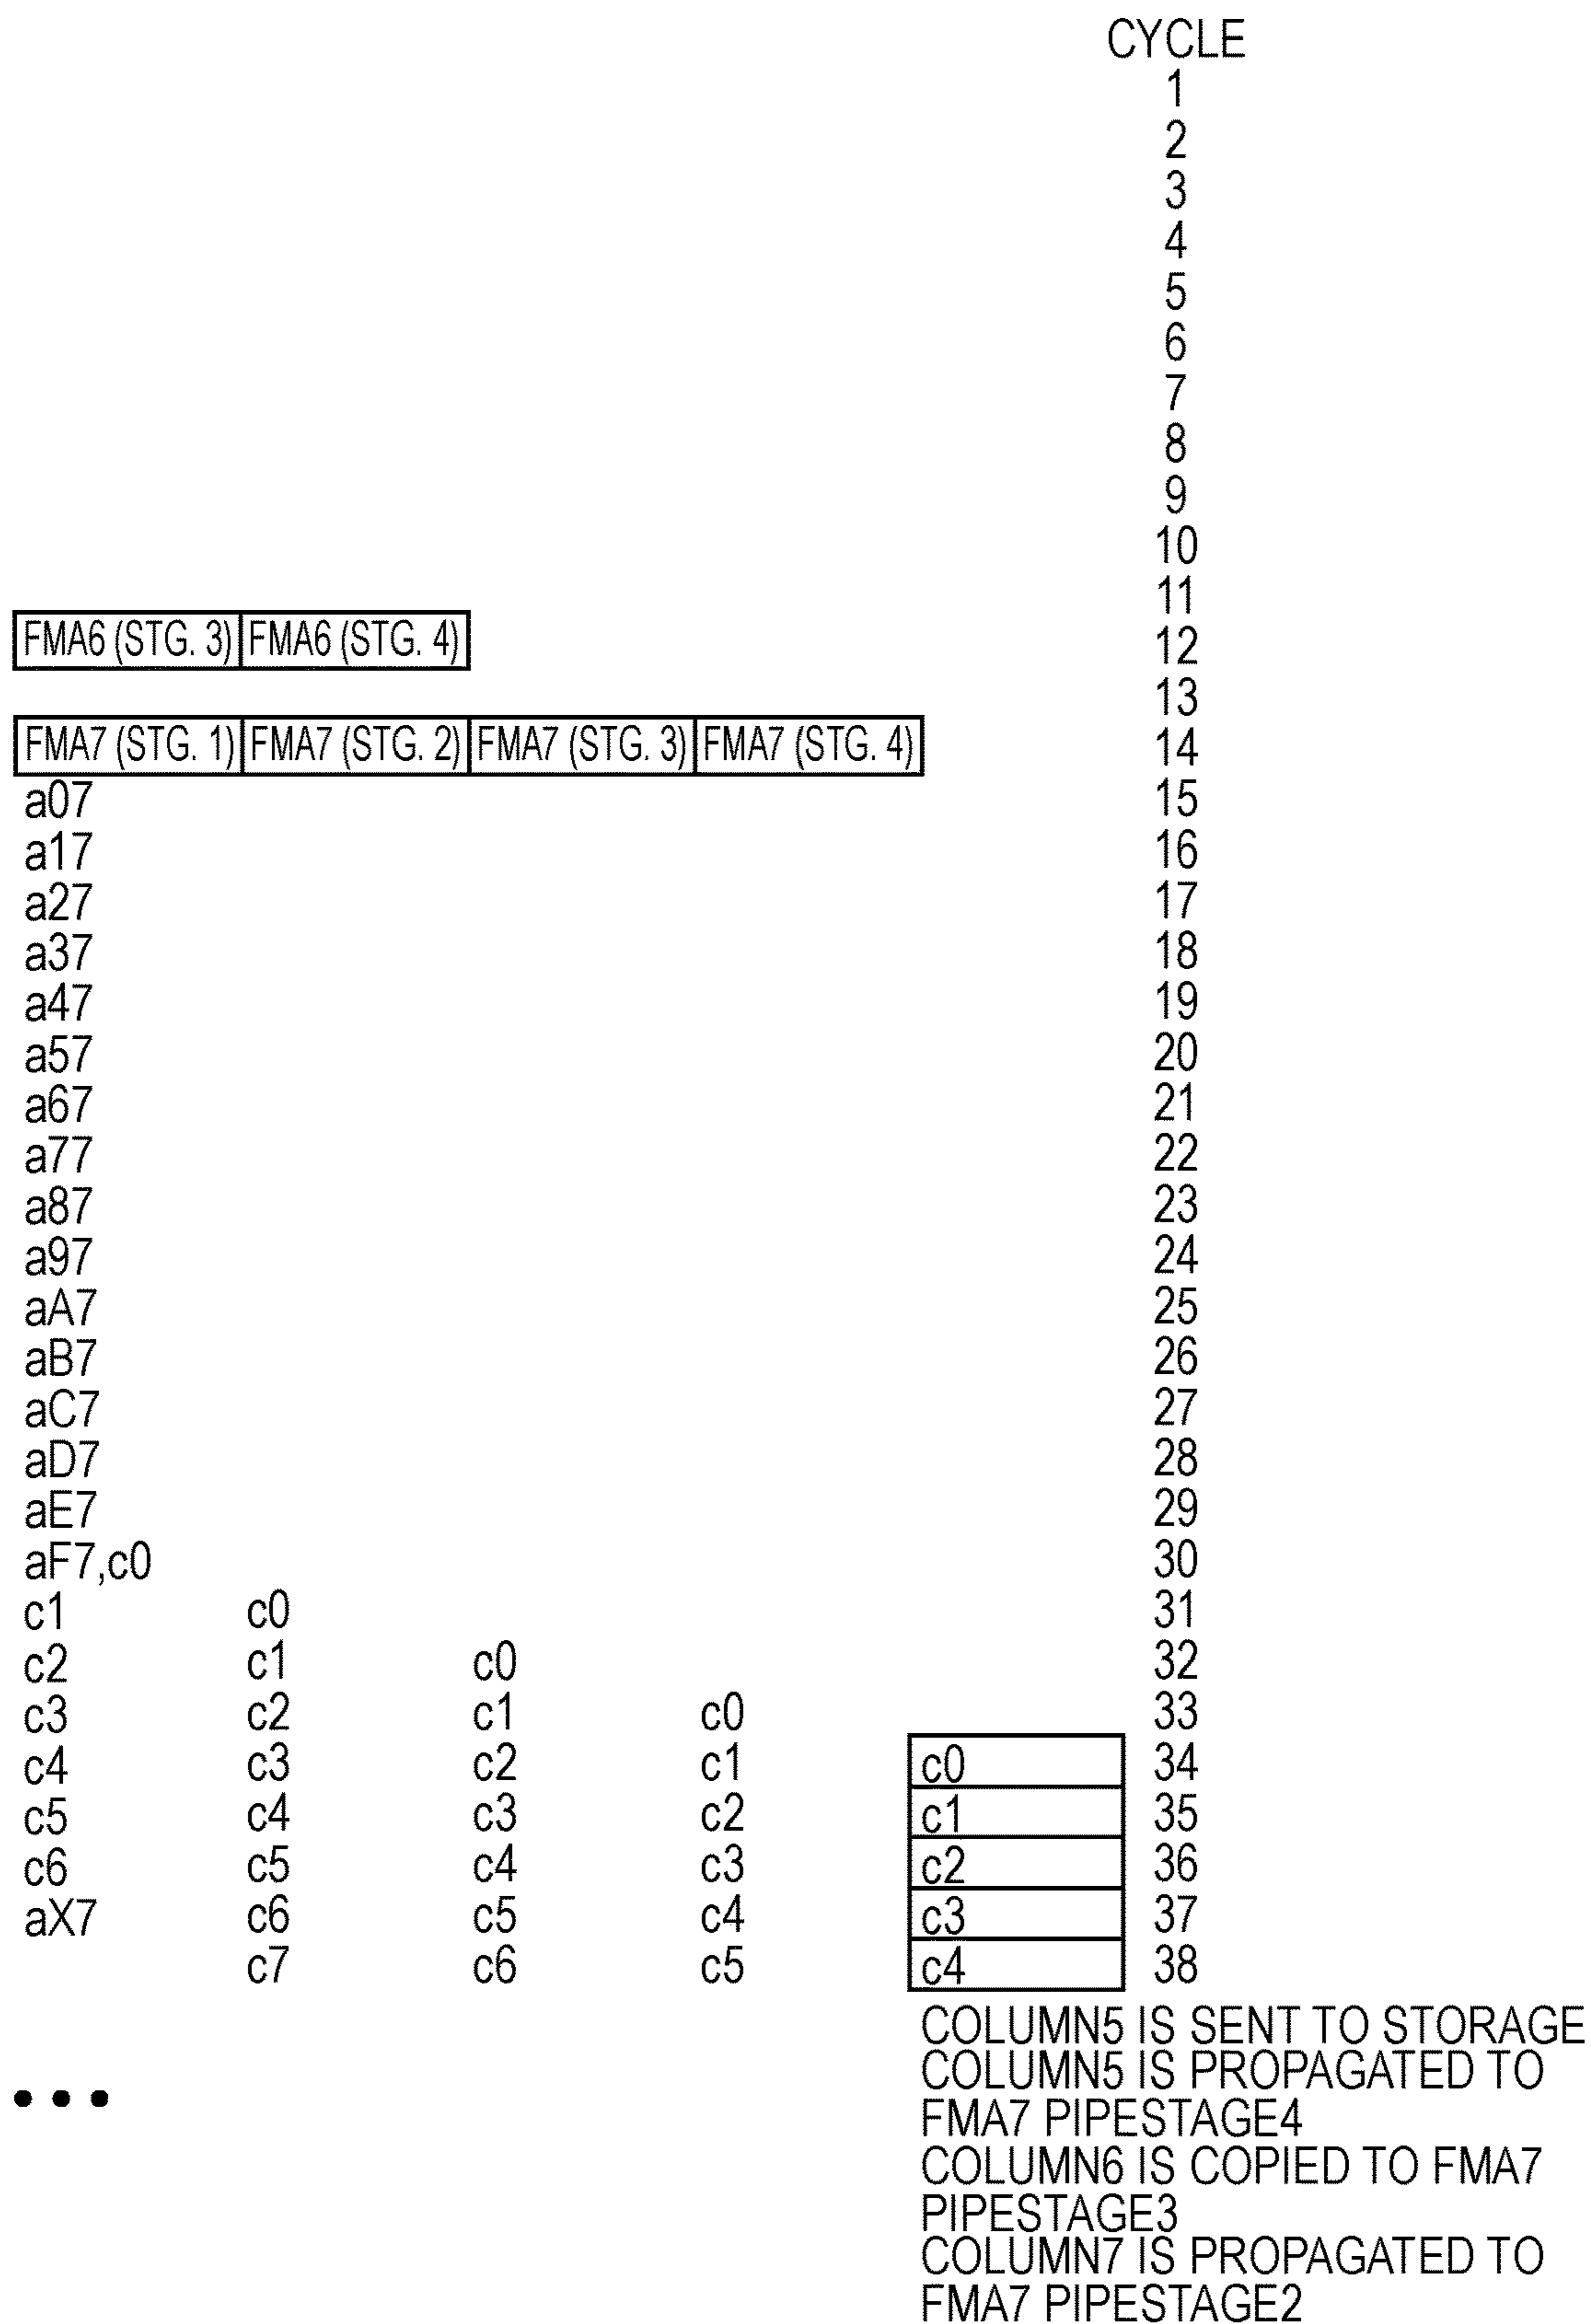 CYCLE
1
2
3
4
5
6
7
8
9
10
11
FMA6 (STG. 3) FMA6 (STG. 4) 12
13
FMA7 (STG. 1) FMA7 (STG. 2) FMA7 (STG. 3) FMA7 (STG. 4) 14
a07 15
a17 16
a27 17
a37 18
a47 19
a57 20
a67 21
a77 22
a87 23
a97 24
aA7 25
aB7 26
aC7 27
aD7 28
aE7 29
aF7,c0 30
c1 c0 31
c2 c1 c0 32
c3 c2 c1 c0 33
c4 c3 c2 c1 c0 34
c5 c4 c3 c2 c1 35
c6 c5 c4 c3 c2 36
aX7 c6 c5 c4 c3 37
c7 c6 c5 c4 38
COLUMN5 IS SENT TO STORAGE
COLUMN5 IS PROPAGATED TO
FMA7 PIPESTAGE4
COLUMN6 IS COPIED TO FMA7
PIPESTAGE3
COLUMN7 IS PROPAGATED TO
FMA7 PIPESTAGE2
• • •